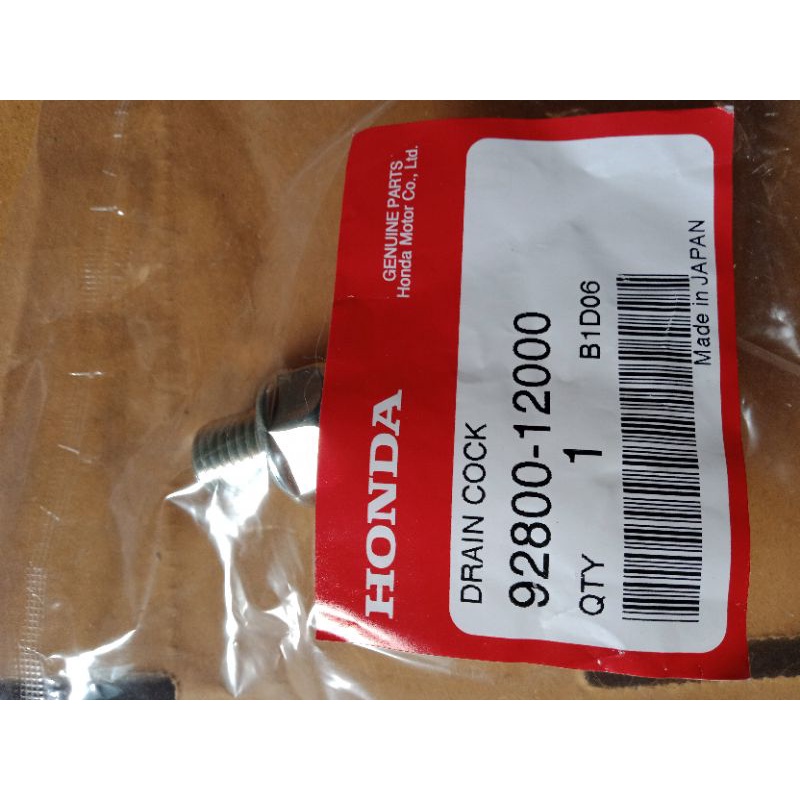 HONDA
GENUINE PARTS
Honda Motor Co., Ltd.
DRAIN COCK
92800-12000
QTY 1 B1D06
Made in JAPAN